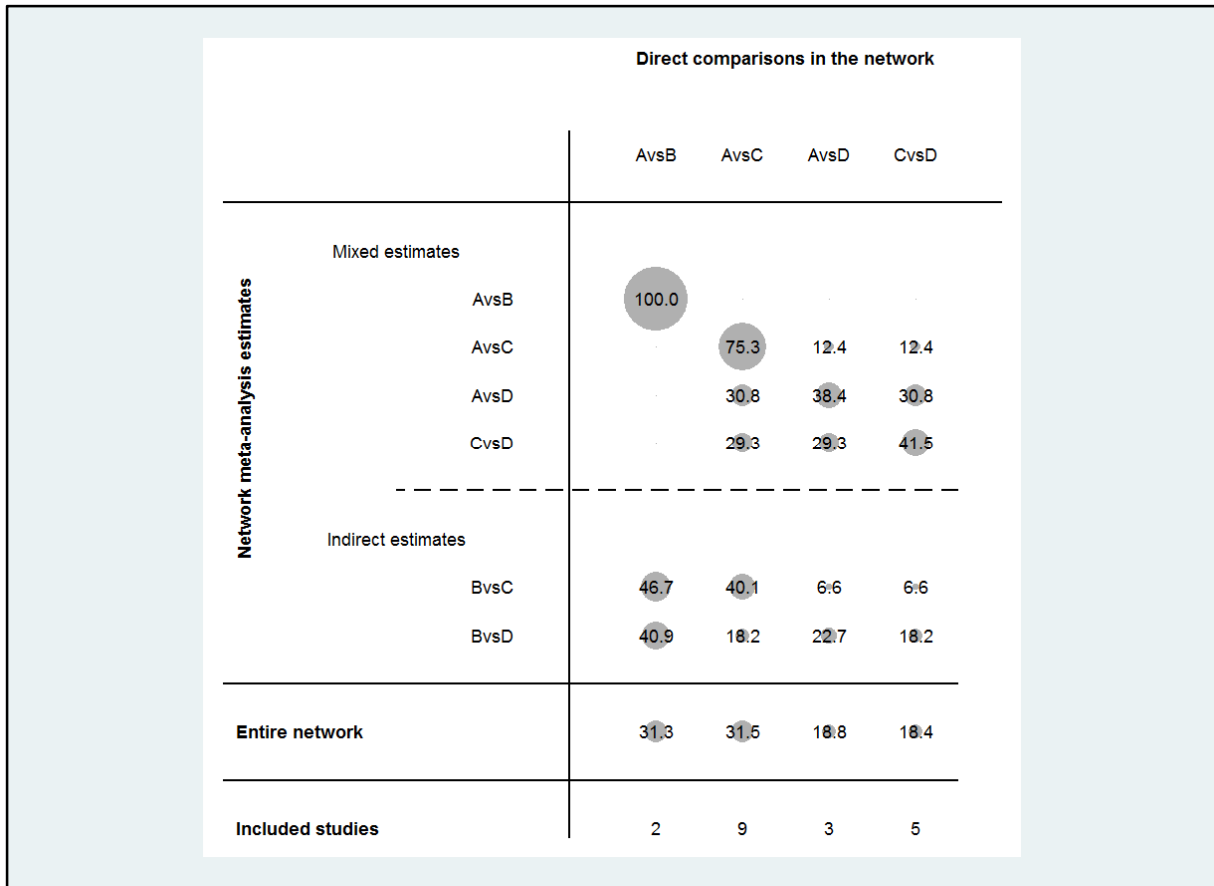 Direct comparisons in the network
AvsB AvsC AvsD CvsD
Network meta-analysis estimates
Mixed estimates
AvsB 100.0 . . .
AvsC . 75.3 12.4 12.4
AvsD . 30.8 38.4 30.8
CvsD . 29.3 29.3 41.5
Indirect estimates
BvsC 46.7 40.1 6.6 6.6
BvsD 40.9 18.2 22.7 18.2
Entire network 31.3 31.5 18.8 18.4
Included studies 2 9 3 5